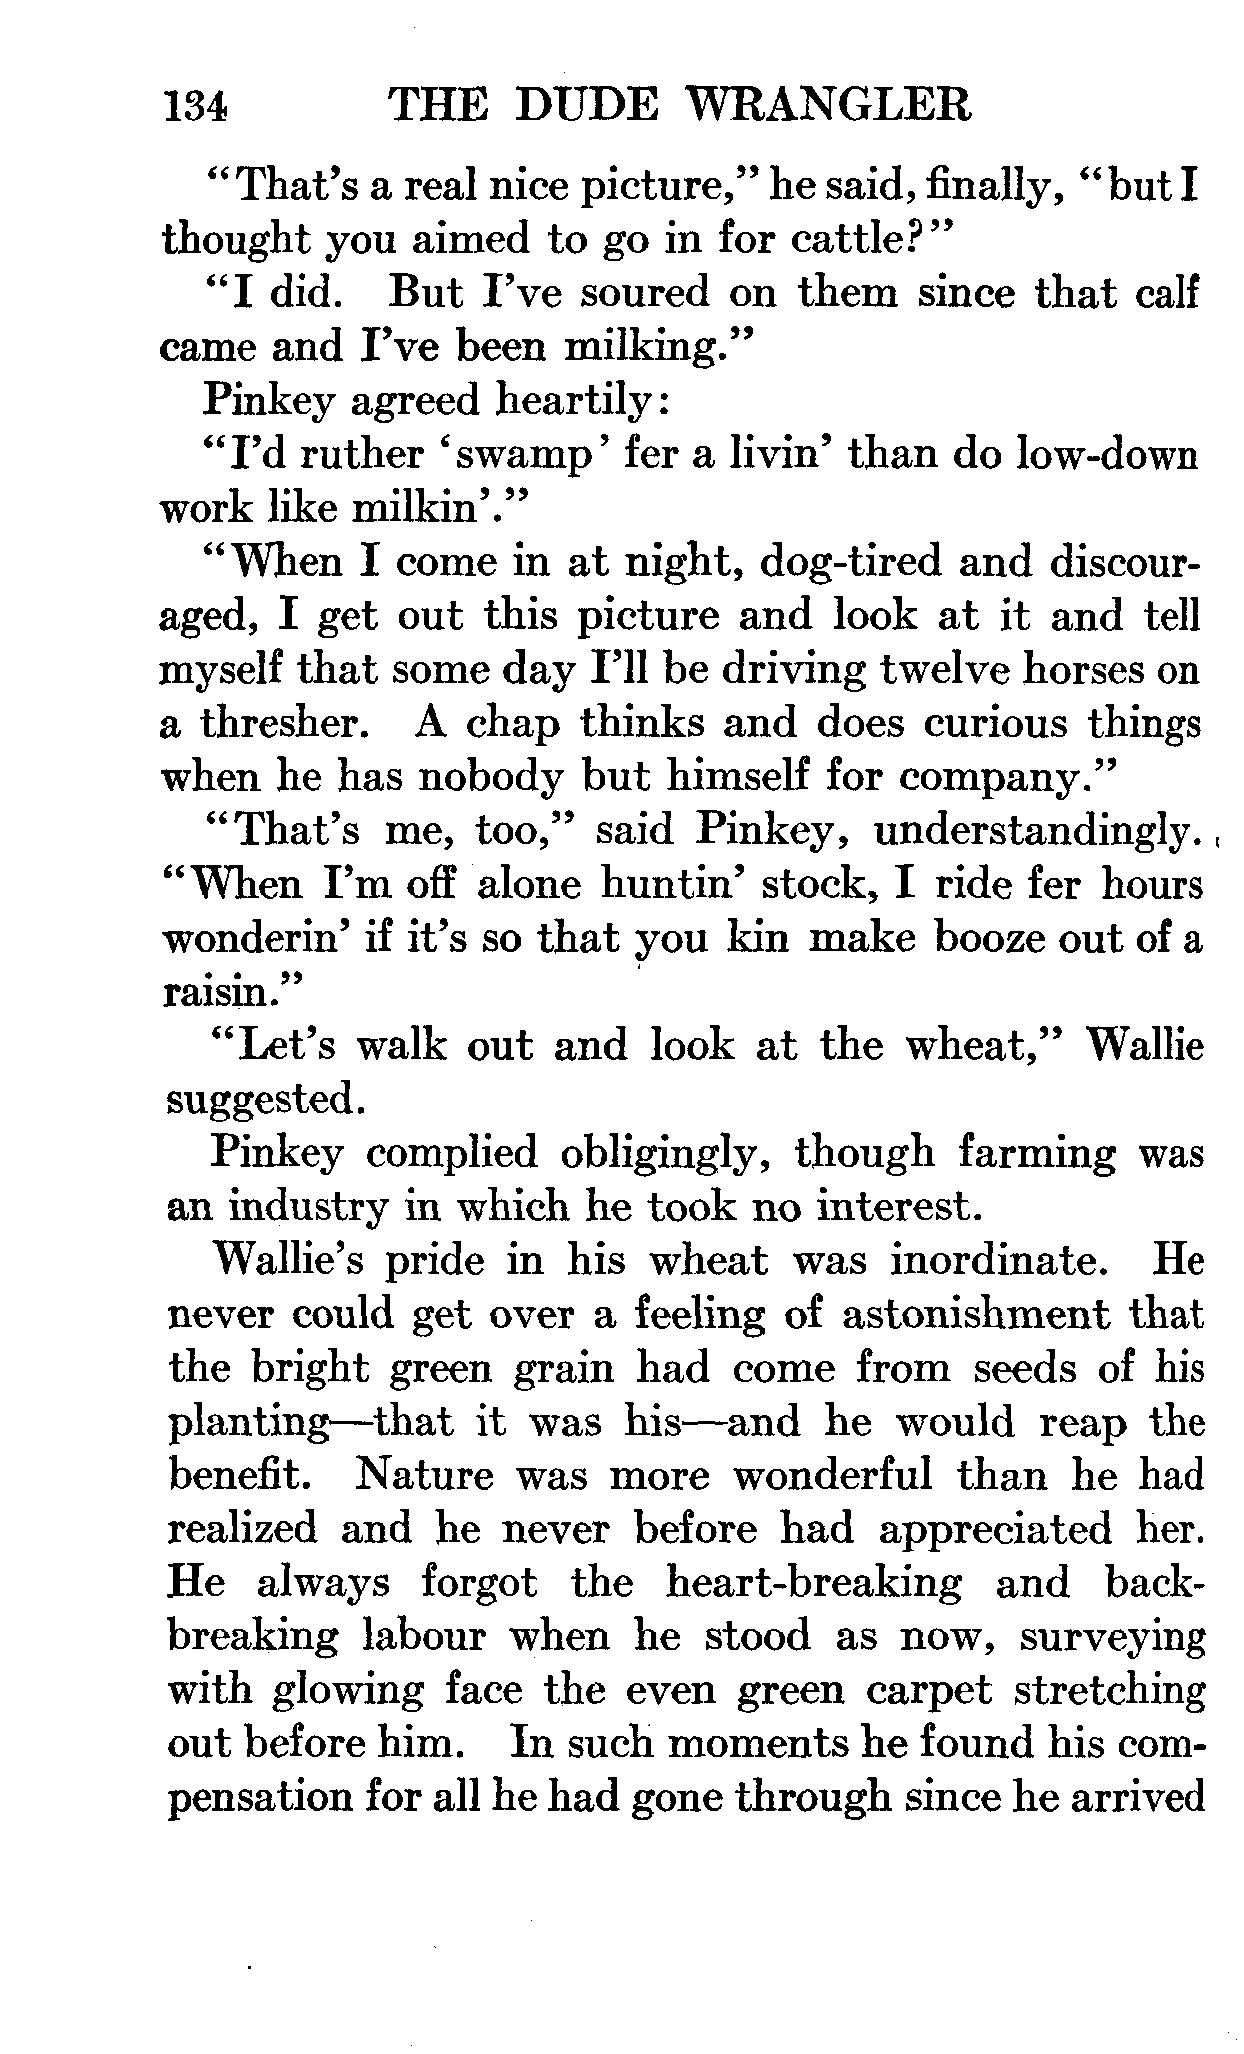 134 THE DUDE WRANGLER
"That's a real nice picture," he said, finally, "but I
thought you aimed to go in for cattle?"
"I did. But I've soured on them since that calf
came and I've been milking."
Pinkey agreed heartily:
"I'd ruther 'swamp' fer a livin' than do low-down
work like milkin'."
"When I come in at night, dog-tired and discour-
aged, I get out this picture and look at it and tell
myself that some day I'll be driving twelve horses on
a thresher. A chap thinks and does curious things
when he has nobody but himself for company."
"That's me, too," said Pinkey, understandingly.
"When I'm off alone huntin' stock, I ride fer hours
wonderin' if it's so that you kin make booze out of a
raisin."
"Let's walk out and look at the wheat," Wallie
suggested.
Pinkey complied obligingly, though farming was
an industry in which he took no interest.
Wallie's pride in his wheat was inordinate. He
never could get over a feeling of astonishment that
the bright green grain had come from seeds of his
planting—that it was his—and he would reap the
benefit. Nature was more wonderful than he had
realized and he never before had appreciated her.
He always forgot the heart-breaking and back-
breaking labour when he stood as now, surveying
with glowing face the even green carpet stretching
out before him. In such moments he found his com-
pensation for all he had gone through since he arrived